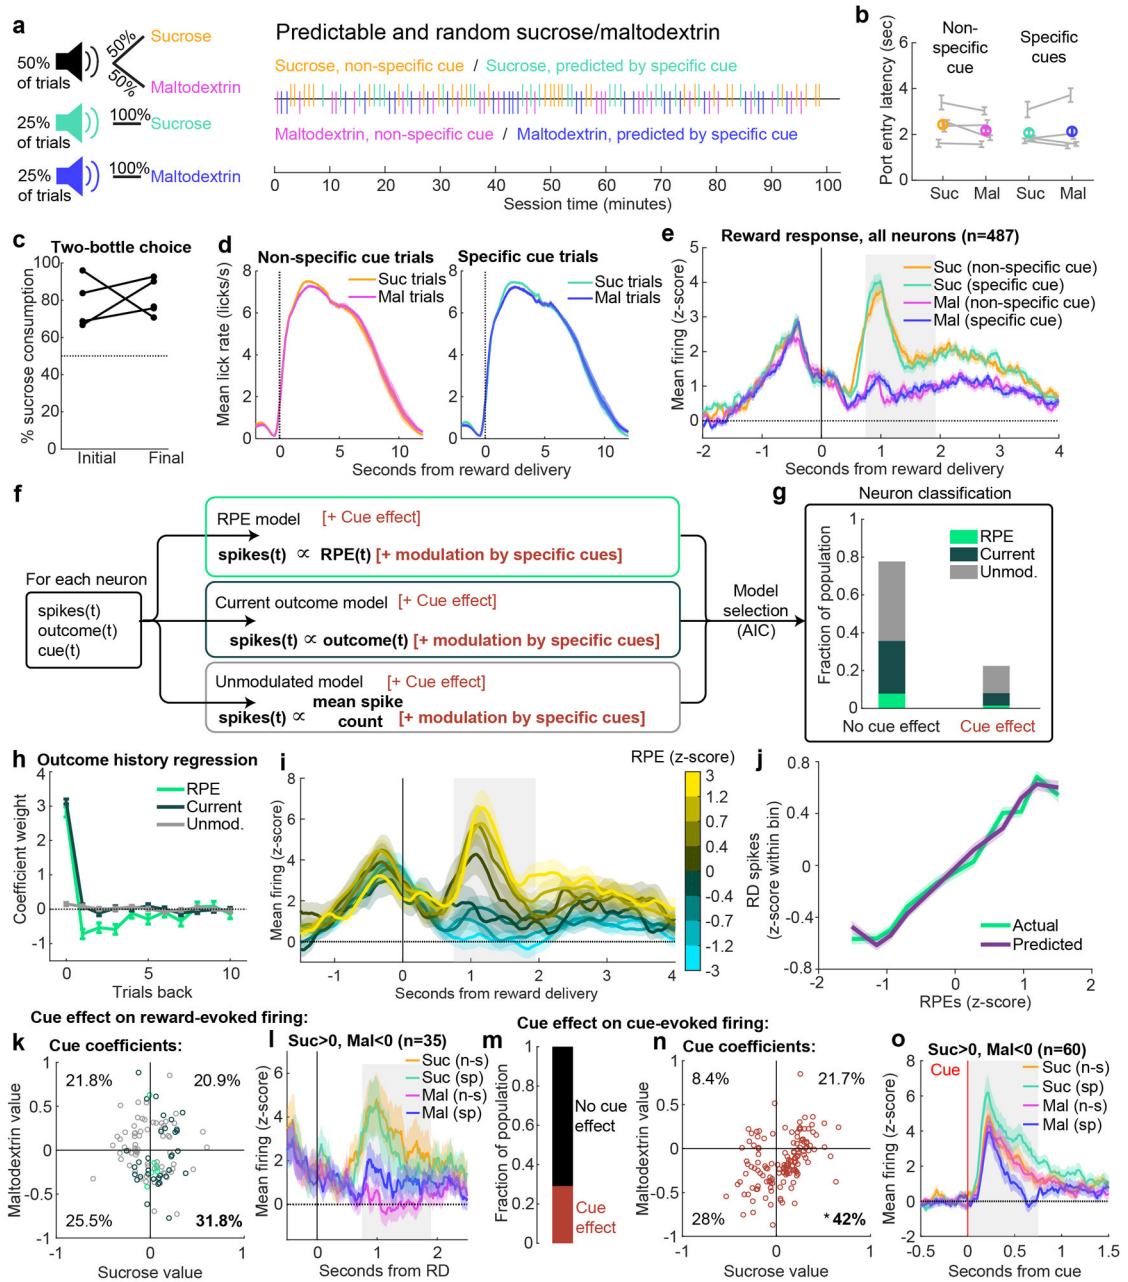 a
50%
of trials
50%
50%
Sucrose
Maltodextrin
25%
of trials
100%
Sucrose
25%
of trials
100%
Maltodextrin
Predictable and random sucrose/maltodextrin
Sucrose, non-specific cue / Sucrose, predicted by specific cue
Maltodextrin, non-specific cue / Maltodextrin, predicted by specific cue
0 10 20 30 40 50 60 70 80 90 100
Session time (minutes)
b
Port entry latency (sec)
6
4
2
0
Non-
specific
cue
Specific
cues
Suc Mal Suc Mal
c
Two-bottle choice
% sucrose consumption
100
80
60
40
20
0
Initial Final
d
Non-specific cue trials
Suc trials
Mal trials
Mean lick rate (licks/s)
8
6
4
2
0
0 5 10
Specific cue trials
Suc trials
Mal trials
8
6
4
2
0
0 5 10
Seconds from reward delivery
e
Reward response, all neurons (n=487)
Suc (non-specific cue)
Suc (specific cue)
Mal (non-specific cue)
Mal (specific cue)
Mean firing (z-score)
5
4
3
2
1
0
-2 -1 0 1 2 3 4
Seconds from reward delivery
f
For each neuron
spikes(t)
outcome(t)
cue(t)
RPE model [+ Cue effect]
spikes(t) ∝ RPE(t) [+ modulation by specific cues]
Current outcome model [+ Cue effect]
spikes(t) ∝ outcome(t) [+ modulation by specific cues]
Unmodulated model [+ Cue effect]
spikes(t) ∝ mean spike count [+ modulation by specific cues]
Model
selection
(AIC)
g
Neuron classification
Fraction of population
1
0.8
0.6
0.4
0.2
0
RPE
Current
Unmod.
No cue effect Cue effect
h
Outcome history regression
RPE
Current
Unmod.
Coefficient weight
4
3
2
1
0
-1
0 5 10
Trials back
i
Mean firing (z-score)
8
6
4
2
0
-1 0 1 2 3 4
Seconds from reward delivery
RPE (z-score)
3
1.2
0.7
0.4
0
-0.4
-0.7
-1.2
-3
j
RD spikes
(z-score within bin)
0.8
0.4
0
-0.4
-0.8
Actual
Predicted
-2 -1 0 1 2
RPEs (z-score)
Cue effect on reward-evoked firing:
k
Cue coefficients:
Maltodextrin value
1
0.5
0
-0.5
-1
21.8% 20.9%
25.5% 31.8%
-1 0 1
Sucrose value
l
Suc>0, Mal<0 (n=35)
Suc (n-s)
Suc (sp)
Mal (n-s)
Mal (sp)
Mean firing (z-score)
6
4
2
0
0 1 2
Seconds from RD
Cue effect on cue-evoked firing:
m
Fraction of population
1
0.8
0.6
0.4
0.2
0
No cue
effect
Cue
effect
n
Cue coefficients:
Maltodextrin value
1
0.5
0
-0.5
-1
8.4% 21.7%
28% *42%
-1 0 1
Sucrose value
o
Suc>0, Mal<0 (n=60)
Cue
Suc (n-s)
Suc (sp)
Mal (n-s)
Mal (sp)
Mean firing (z-score)
8
6
4
2
0
-2
-0.5 0 0.5 1 1.5
Seconds from cue